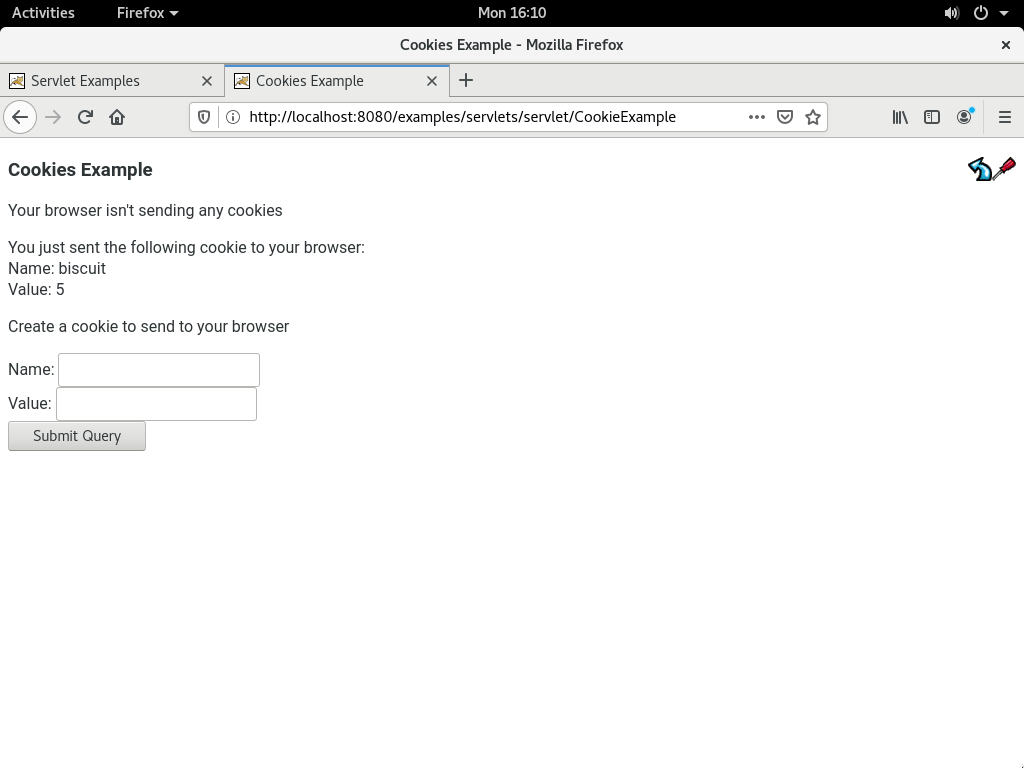 Activities Firefox Mon 16:10
Cookies Example - Mozilla Firefox
Servlet Examples Cookies Example
http://localhost:8080/examples/servlets/servlet/CookieExample
Cookies Example
Your browser isn't sending any cookies
You just sent the following cookie to your browser:
Name: biscuit
Value: 5
Create a cookie to send to your browser
Name:
Value:
Submit Query